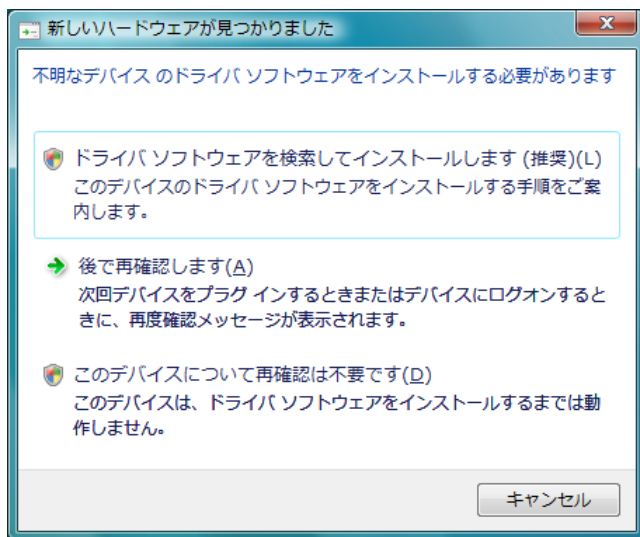 新しいハードウェアが見つかりました
不明なデバイス のドライバ ソフトウェアをインストールする必要があります
ドライバ ソフトウェアを検索してインストールします (推奨)(L)
このデバイスのドライバ ソフトウェアをインストールする手順をご案
内します。
後で再確認します(A)
次回デバイスをプラグ インするときまたはデバイスにログオンすると
きに、再度確認メッセージが表示されます。
このデバイスについて再確認は不要です(D)
このデバイスは、ドライバ ソフトウェアをインストールするまでは動
作しません。
キャンセル